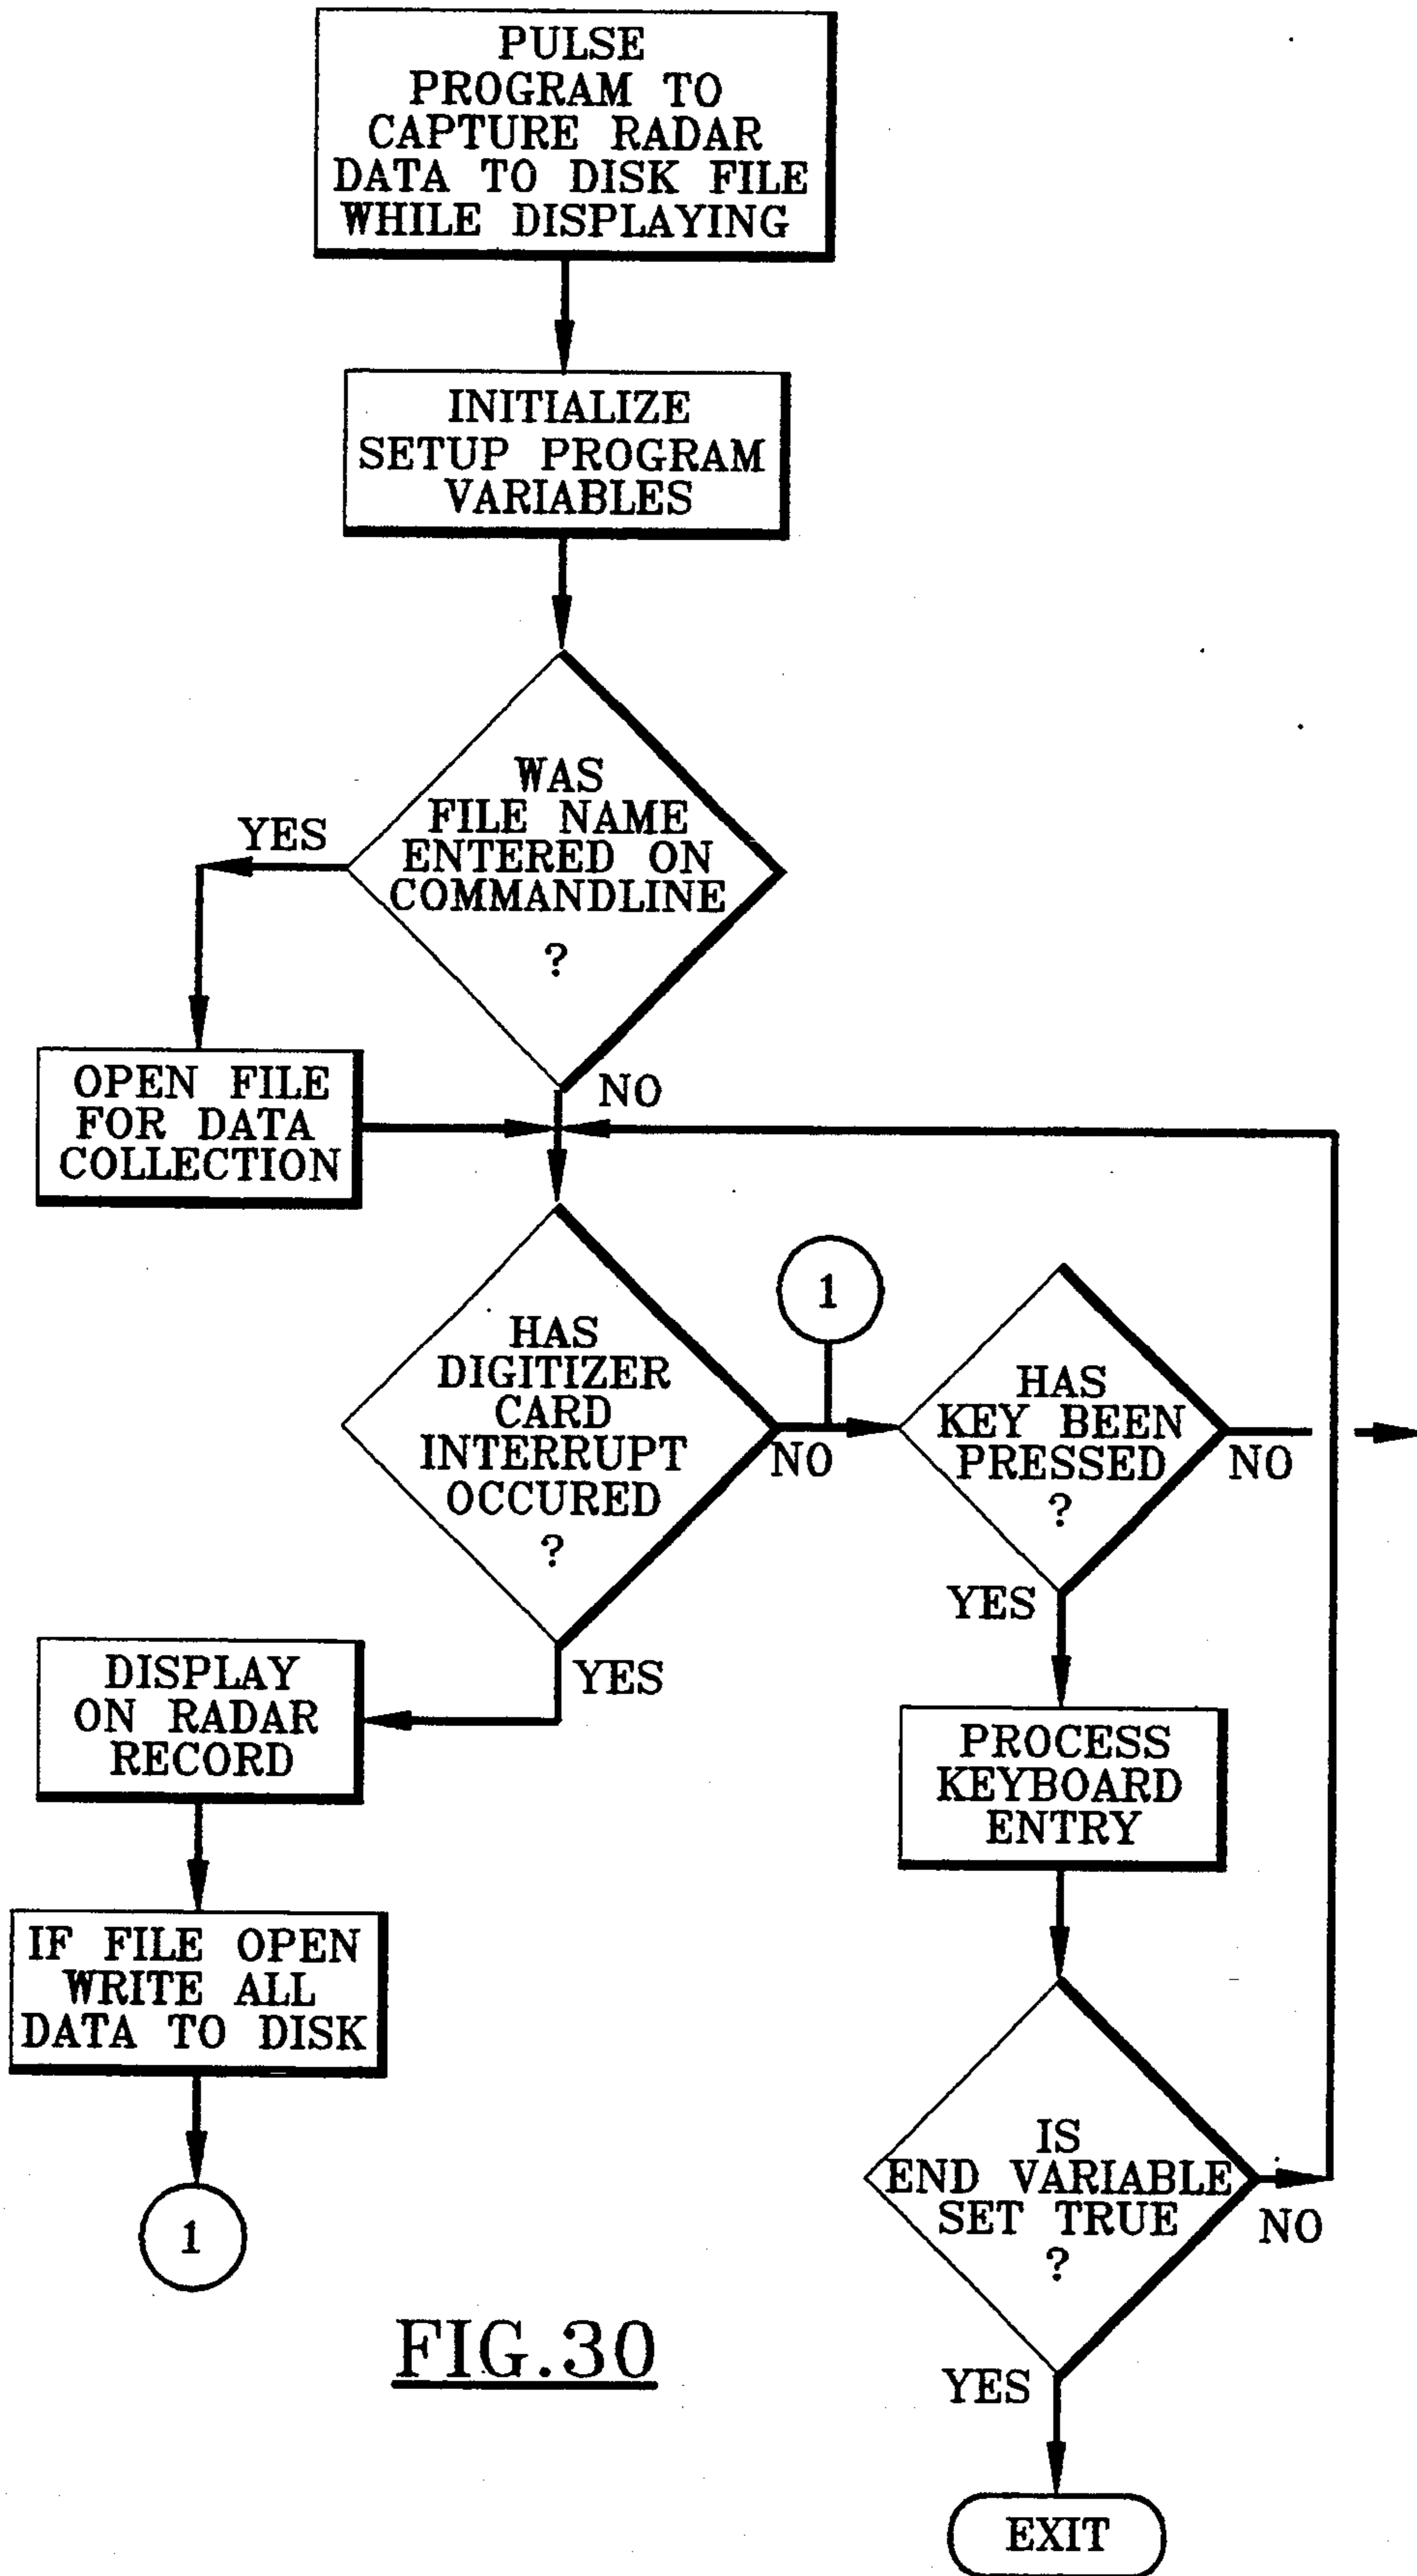 PULSE
PROGRAM TO
CAPTURE RADAR
DATA TO DISK FILE
WHILE DISPLAYING
INITIALIZE
SETUP PROGRAM
VARIABLES
WAS
FILE NAME
ENTERED ON
COMMANDLINE
?
YES
NO
OPEN FILE
FOR DATA
COLLECTION
HAS
DIGITIZER
CARD
INTERRUPT
OCCURED
?
NO
1
HAS
KEY BEEN
PRESSED
?
NO
YES
YES
DISPLAY
ON RADAR
RECORD
PROCESS
KEYBOARD
ENTRY
IF FILE OPEN
WRITE ALL
DATA TO DISK
1
IS
END VARIABLE
SET TRUE
?
NO
YES
EXIT
FIG.30